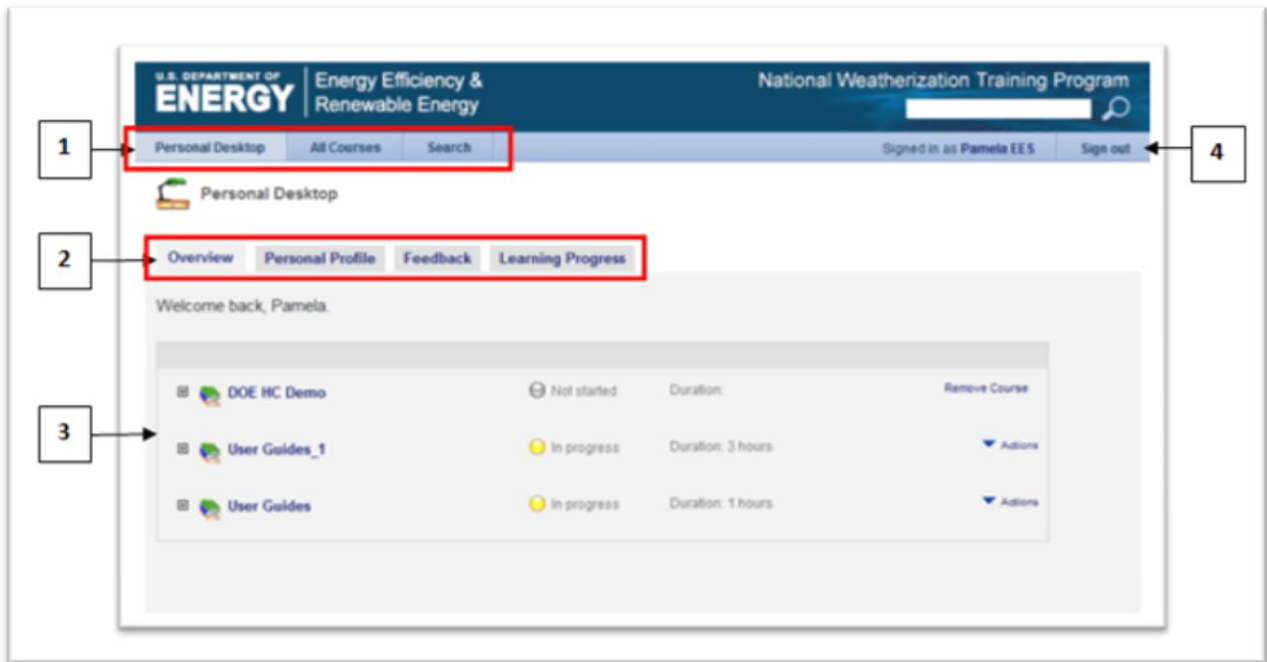 U.S. DEPARTMENT OF
ENERGY
Energy Efficiency &
Renewable Energy
National Weatherization Training Program
1
Personal Desktop All Courses Search Signed in as Pamela EES Sign out
4
Personal Desktop
2
Overview Personal Profile Feedback Learning Progress
Welcome back, Pamela.
DOE HC Demo Not started Duration: Remove Course
3
User Guides_1 In progress Duration: 3 hours Actions
User Guides In progress Duration: 1 hours Actions